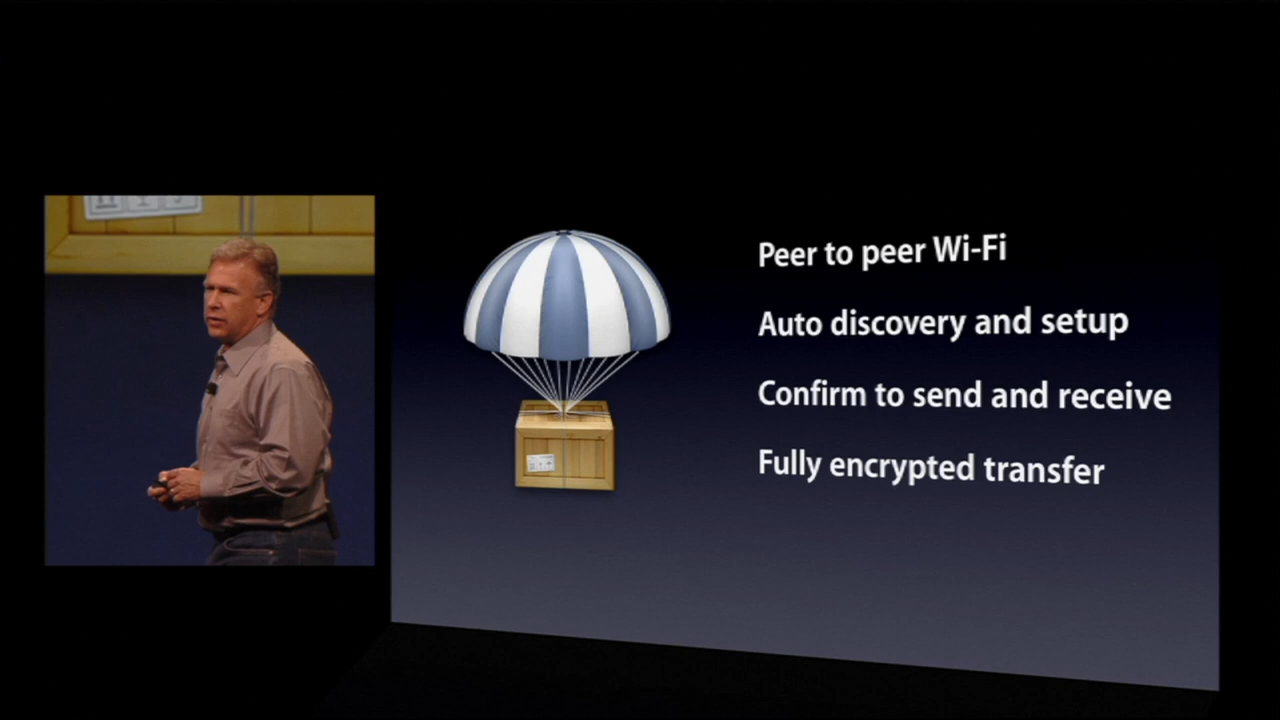 Peer to peer Wi-Fi
Auto discovery and setup
Confirm to send and receive
Fully encrypted transfer